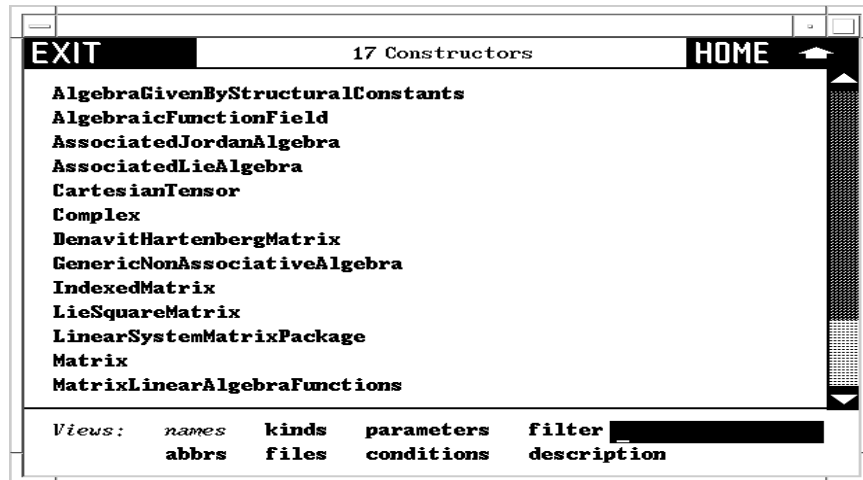 EXIT 17 Constructors HOME
AlgebraGivenByStructuralConstants
AlgebraicFunctionField
AssociatedJordanAlgebra
AssociatedLieAlgebra
CartesianTensor
Complex
DenavitHartenbergMatrix
GenericNonAssociativeAlgebra
IndexedMatrix
LieSquareMatrix
LinearSystemMatrixPackage
Matrix
MatrixLinearAlgebraFunctions
Views: names kinds parameters filter _
abbrs files conditions description